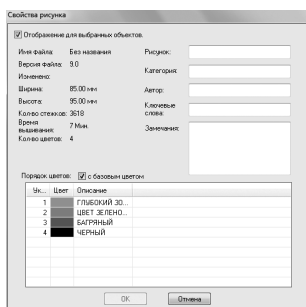 Свойства рисунка
Отображение для выбранных объектов.
Имя файла: Без названия Рисунок:
Версия файла: 9.0
Изменено: Категория:
Ширина: 85.00 мм Автор:
Высота: 95.00 мм Ключевые слова:
Кол-во стежков: 3618
Время вышивания: 7 Мин. Замечания:
Кол-во цветов: 4
Порядок цветов: с базовым цветом
Ук... Цвет Описание
1 ГЛУБОКИЙ ЗО...
2 ЦВЕТ ЗЕЛЕНО...
3 БАГРЯНЫЙ
4 ЧЕРНЫЙ
OK Отмена